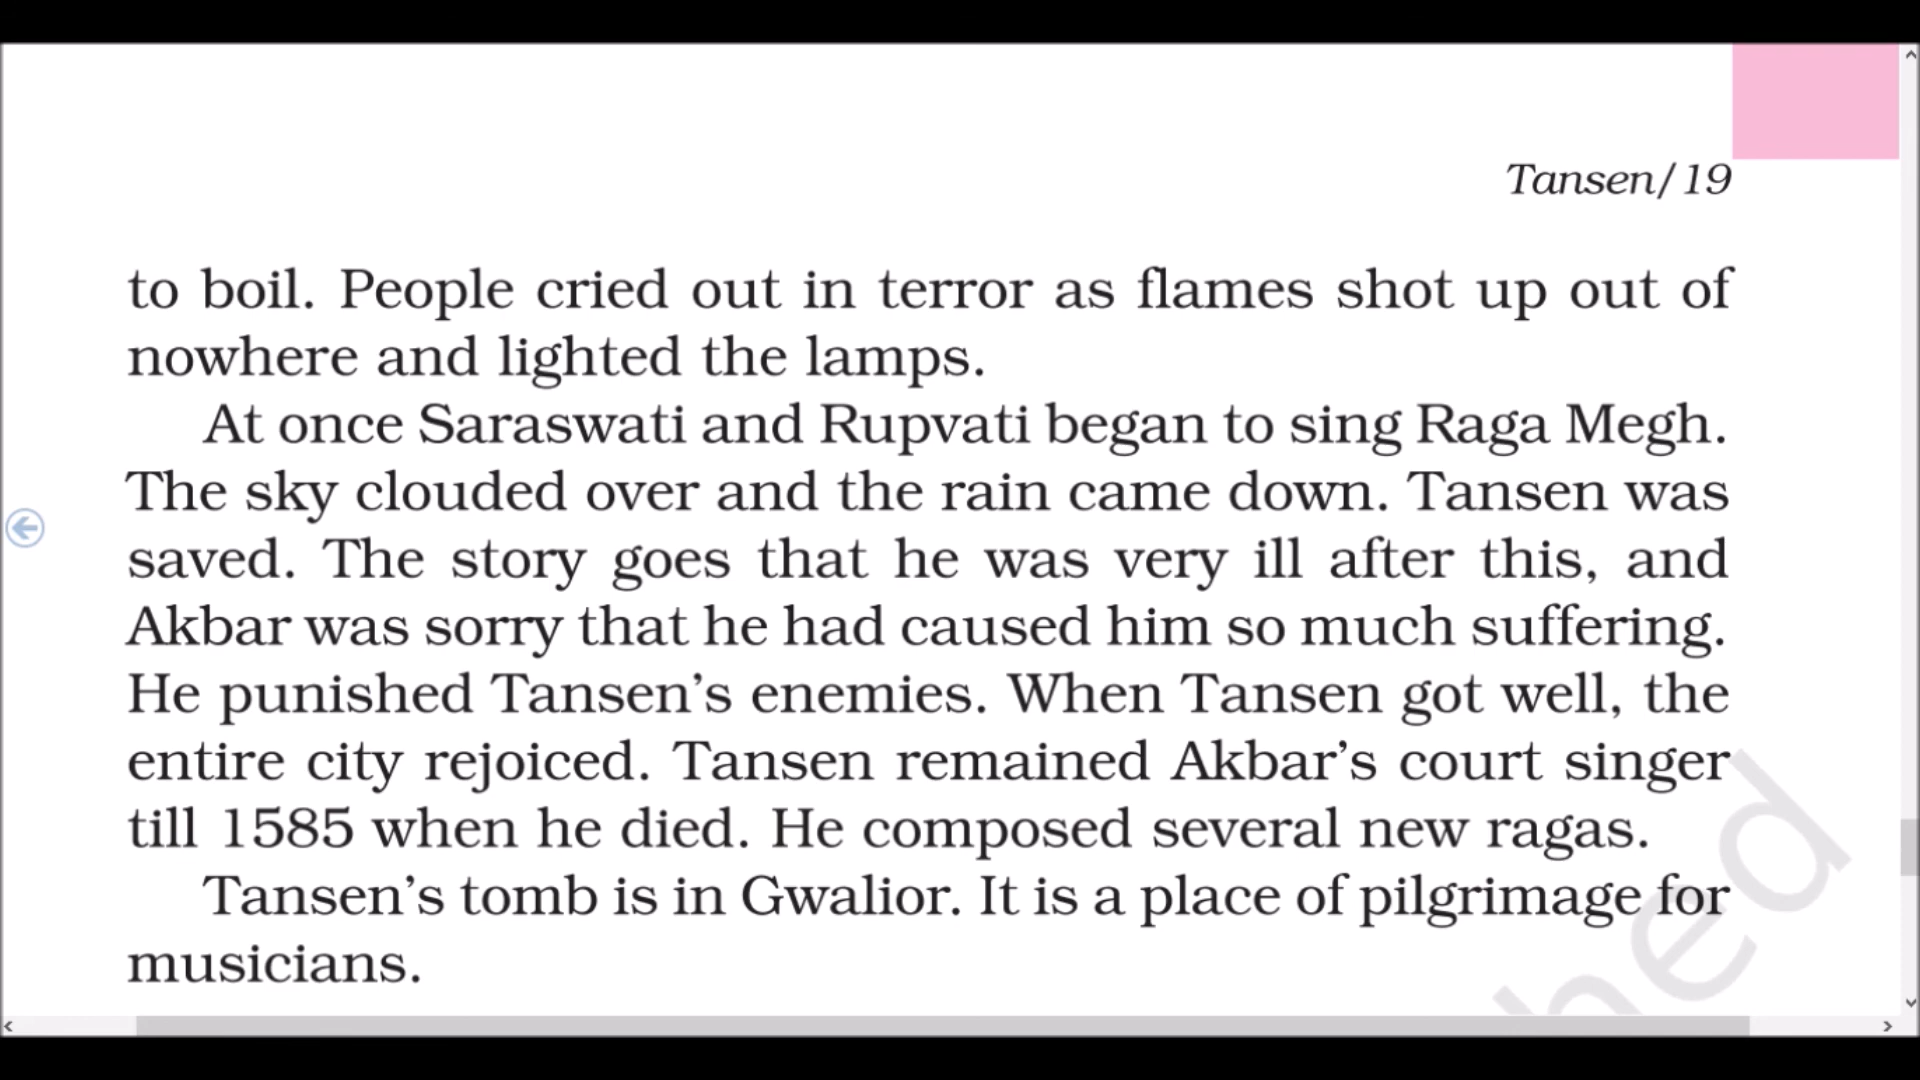 Tansen/19
to boil. People cried out in terror as flames shot up out of
nowhere and lighted the lamps.
At once Saraswati and Rupvati began to sing Raga Megh.
The sky clouded over and the rain came down. Tansen was
saved. The story goes that he was very ill after this, and
Akbar was sorry that he had caused him so much suffering.
He punished Tansen’s enemies. When Tansen got well, the
entire city rejoiced. Tansen remained Akbar’s court singer
till 1585 when he died. He composed several new ragas.
Tansen’s tomb is in Gwalior. It is a place of pilgrimage for
musicians.
hed